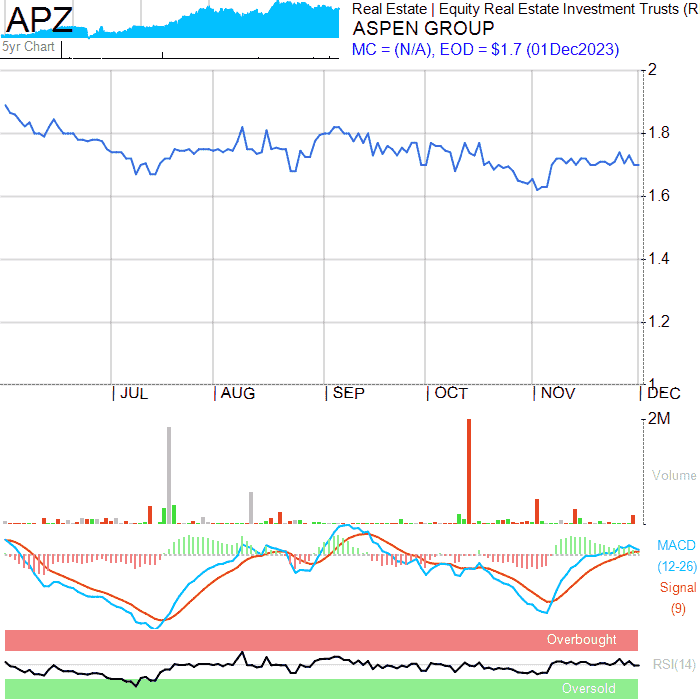 APZ
5yr Chart
Real Estate | Equity Real Estate Investment Trusts (R
ASPEN GROUP
MC = (N/A), EOD = $1.7 (01Dec2023)
2
1.8
1.6
1.4
1.2
1
JUL
AUG
SEP
OCT
NOV
DEC
2M
Volume
MACD
(12-26)
Signal
(9)
Overbought
RSI(14)
Oversold